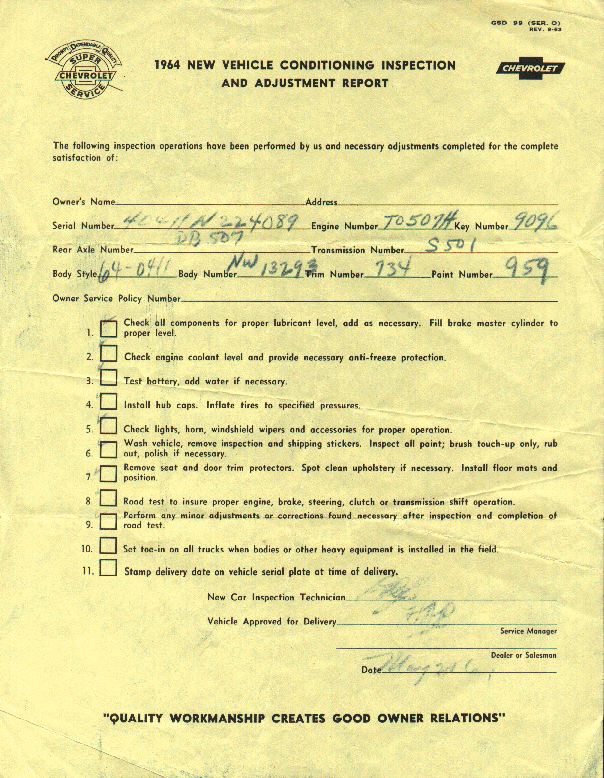 GSD 99 (SER. D)
REV. 9-63
PROMPT, DEPENDABLE, QUALITY
SUPER
CHEVROLET
SERVICE
1964 NEW VEHICLE CONDITIONING INSPECTION
AND ADJUSTMENT REPORT
CHEVROLET
The following inspection operations have been performed by us and necessary adjustments completed for the complete
satisfaction of:
Owner's Name Address
Serial Number 40411N224089 Engine Number T0507H Key Number 9096
Rear Axle Number DB 507 Transmission Number S501
Body Style 64-0411 Body Number NW 13293 Trim Number 734 Paint Number 959
Owner Service Policy Number
1. Check all components for proper lubricant level, add as necessary. Fill brake master cylinder to
proper level.
2. Check engine coolant level and provide necessary anti-freeze protection.
3. Test battery, add water if necessary.
4. Install hub caps. Inflate tires to specified pressures.
5. Check lights, horn, windshield wipers and accessories for proper operation.
6. Wash vehicle, remove inspection and shipping stickers. Inspect all paint; brush touch-up only, rub
out, polish if necessary.
7. Remove seat and door trim protectors. Spot clean upholstery if necessary. Install floor mats and
position.
8. Road test to insure proper engine, brake, steering, clutch or transmission shift operation.
9. Perform any minor adjustments or corrections found necessary after inspection and completion of
road test.
10. Set toe-in on all trucks when bodies or other heavy equipment is installed in the field.
11. Stamp delivery date on vehicle serial plate at time of delivery.
New Car Inspection Technician
Vehicle Approved for Delivery
Service Manager
Dealer or Salesman
Date May
"QUALITY WORKMANSHIP CREATES GOOD OWNER RELATIONS"